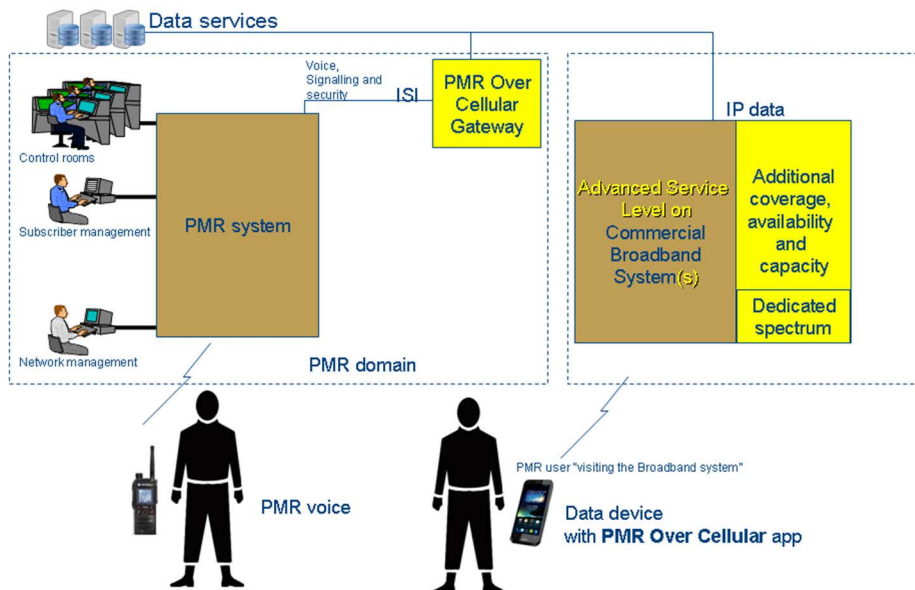 Data services
Voice,
Signalling and
security
ISI
PMR Over
Cellular
Gateway
IP data
Control rooms
Subscriber management
Network management
PMR system
PMR domain
Advanced Service
Level on
Commercial
Broadband
System(s)
Additional
coverage,
availability
and
capacity
Dedicated
spectrum
PMR voice
PMR user "visiting the Broadband system"
Data device
with PMR Over Cellular app